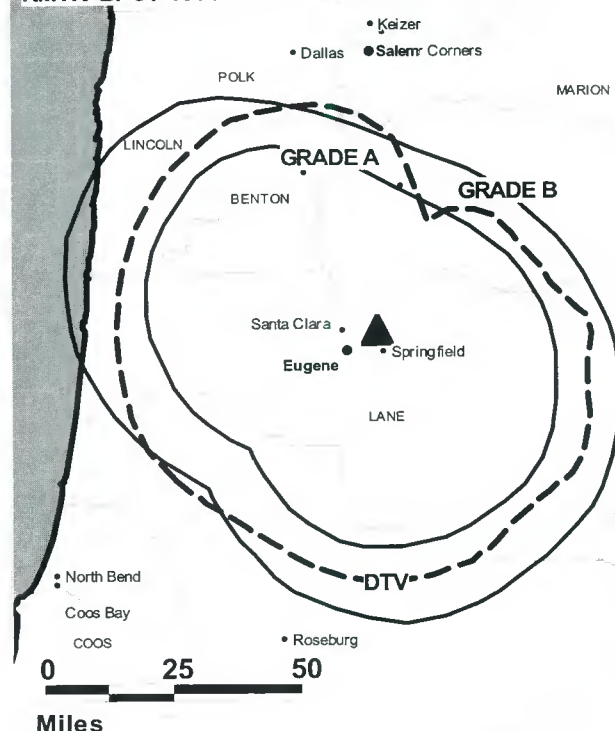 Keizer
Dallas
Salem Corners
POLK
MARION
LINCOLN
GRADE A
GRADE B
BENTON
Santa Clara
Eugene
Springfield
LANE
DTV
North Bend
Coos Bay
COOS
Roseburg
0 25 50
Miles